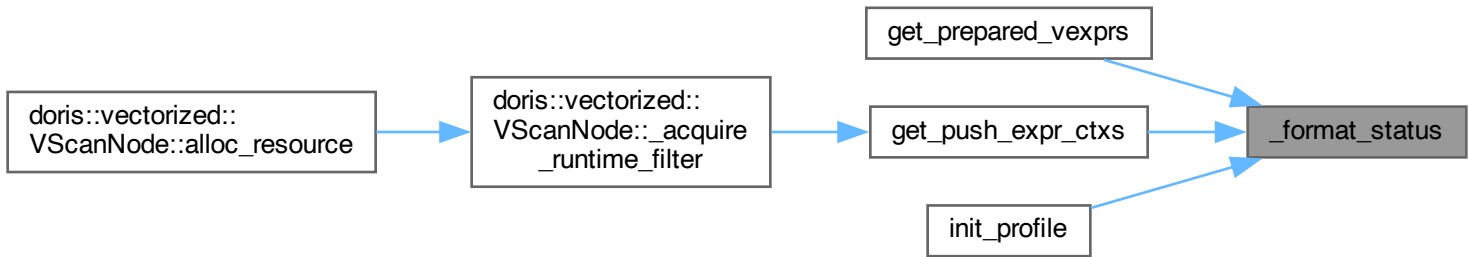 doris::vectorized::
VScanNode::alloc_resource
doris::vectorized::
VScanNode::_acquire
_runtime_filter
get_prepared_vexprs
get_push_expr_ctxs
init_profile
_format_status